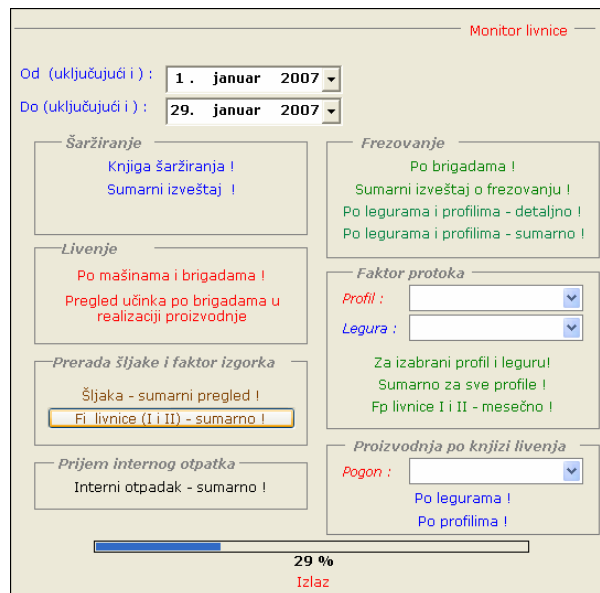 Monitor livnice
Od (uključujući i ) :
1 . januar 2007
Do (uključujući i ) :
29. januar 2007
Šaržiranje
Knjiga šaržiranja !
Sumarni izveštaj !
Livenje
Po mašinama i brigadama !
Pregled učinka po brigadama u
realizaciji proizvodnje
Prerada šljake i faktor izgorka
Šljaka - sumarni pregled !
Fi livnice (I i II) - sumarno !
Prijem internog otpatka
Interni otpadak - sumarno !
Frezovanje
Po brigadama !
Sumarni izveštaj o frezovanju !
Po legurama i profilima - detaljno !
Po legurama i profilima - sumarno !
Faktor protoka
Profil :
Legura :
Za izabrani profil i leguru!
Sumarno za sve profile !
Fp livnice I i II - mesečno !
Proizvodnja po knjizi livenja
Pogon :
Po legurama !
Po profilima !
29 %
Izlaz